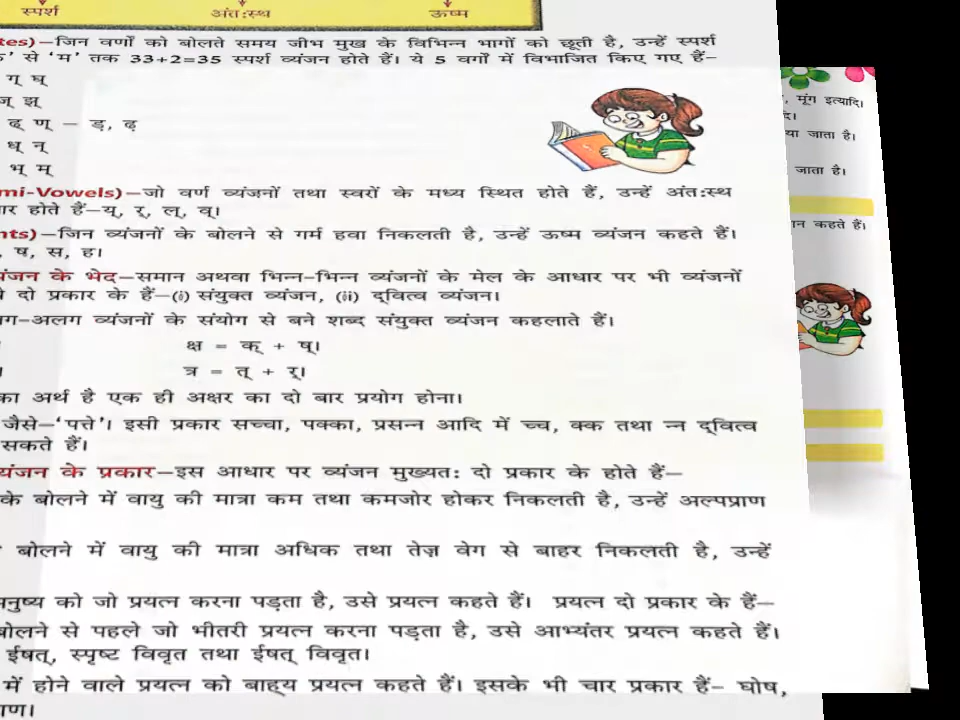 स्पर्श अंत:स्थ ऊष्म
tes)–जिन वर्णों को बोलते समय जीभ मुख के विभिन्न भागों को छूती है, उन्हें स्पर्श
' से 'म' तक 33+2=35 स्पर्श व्यंजन होते हैं। ये 5 वर्गों में विभाजित किए गए हैं–
ग् घ्
ज् झ्
ढ् ण् – ड़, ढ़
ध् न्
भ् म्
mi-Vowels)–जो वर्ण व्यंजनों तथा स्वरों के मध्य स्थित होते हैं, उन्हें अंत:स्थ
होते हैं–य्, र्, ल्, व्।
nts)–जिन व्यंजनों के बोलने से गर्म हवा निकलती है, उन्हें ऊष्म व्यंजन कहते हैं।
, ष, स, ह।
के भेद–समान अथवा भिन्न-भिन्न व्यंजनों के मेल के आधार पर भी व्यंजनों
दो प्रकार के हैं–(i) संयुक्त व्यंजन, (ii) द्वित्व व्यंजन।
-अलग व्यंजनों के संयोग से बने शब्द संयुक्त व्यंजन कहलाते हैं।
क्ष = क् + ष्।
त्र = त् + र्।
का अर्थ है एक ही अक्षर का दो बार प्रयोग होना।
जैसे–'पत्ते'। इसी प्रकार सच्चा, पक्का, प्रसन्न आदि में च्च, क्क तथा न्न द्वित्व
सकते हैं।
के प्रकार–इस आधार पर व्यंजन मुख्यत: दो प्रकार के होते हैं–
के बोलने में वायु की मात्रा कम तथा कमजोर होकर निकलती है, उन्हें अल्पप्राण
बोलने में वायु की मात्रा अधिक तथा तेज़ वेग से बाहर निकलती है, उन्हें
मनुष्य को जो प्रयत्न करना पड़ता है, उसे प्रयत्न कहते हैं। प्रयत्न दो प्रकार के हैं–
बोलने से पहले जो भीतरी प्रयत्न करना पड़ता है, उसे आभ्यंतर प्रयत्न कहते हैं।
ईषत्, स्पृष्ट विवृत तथा ईषत् विवृत।
में होने वाले प्रयत्न को बाह्य प्रयत्न कहते हैं। इसके भी चार प्रकार हैं– घोष,
, मूंग इत्यादि।
जाता है।
जाता है।
कहते हैं।